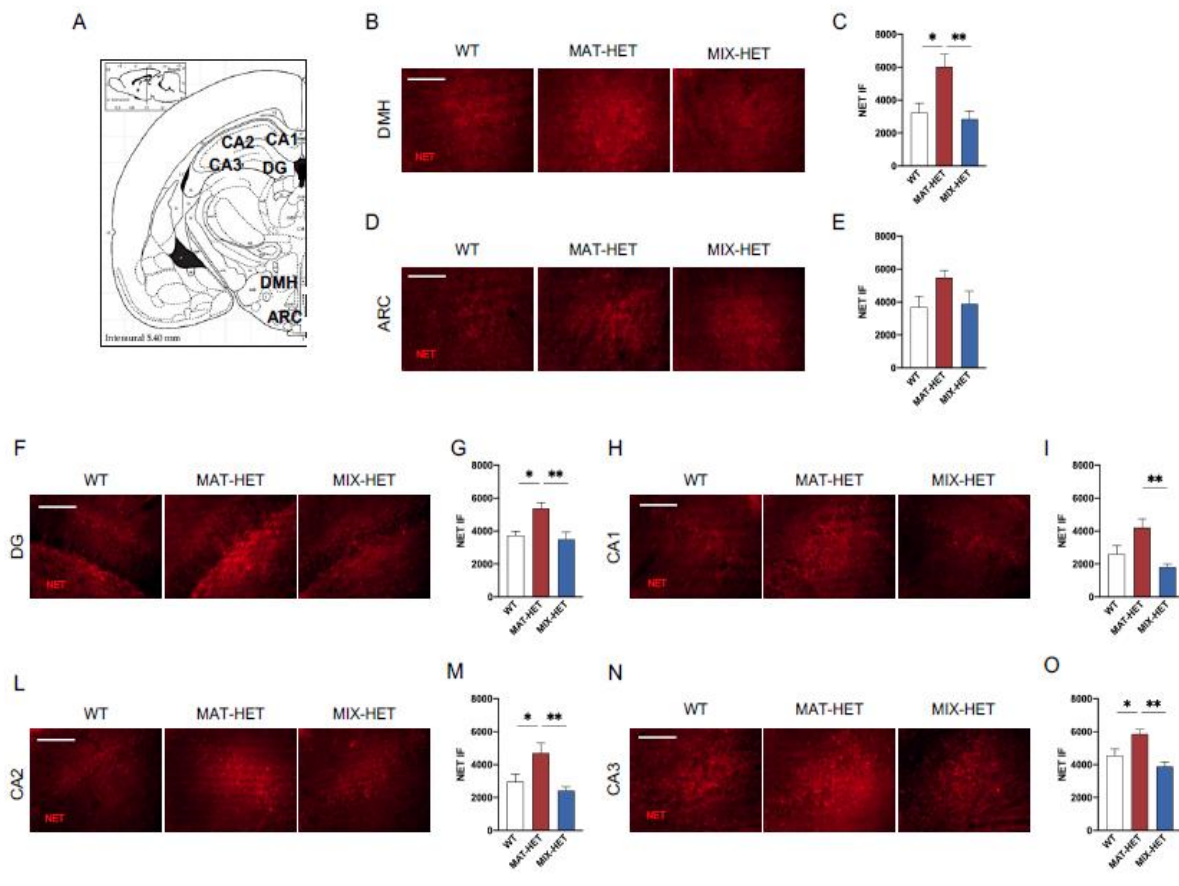 A
CA2
CA1
CA3
DG
DMH
ARC
Interaural 5.40 mm
B
WT
MAT-HET
MIX-HET
DMH
NET
C
8000
6000
4000
2000
0
NET IF
* **
WT
MAT-HET
MIX-HET
D
WT
MAT-HET
MIX-HET
ARC
NET
E
8000
6000
4000
2000
0
NET IF
WT
MAT-HET
MIX-HET
F
WT
MAT-HET
MIX-HET
DG
NET
G
8000
6000
4000
2000
0
NET IF
* **
WT
MAT-HET
MIX-HET
H
WT
MAT-HET
MIX-HET
CA1
NET
I
8000
6000
4000
2000
0
NET IF
**
WT
MAT-HET
MIX-HET
L
WT
MAT-HET
MIX-HET
CA2
NET
M
8000
6000
4000
2000
0
NET IF
* **
WT
MAT-HET
MIX-HET
N
WT
MAT-HET
MIX-HET
CA3
NET
O
8000
6000
4000
2000
0
NET IF
* **
WT
MAT-HET
MIX-HET